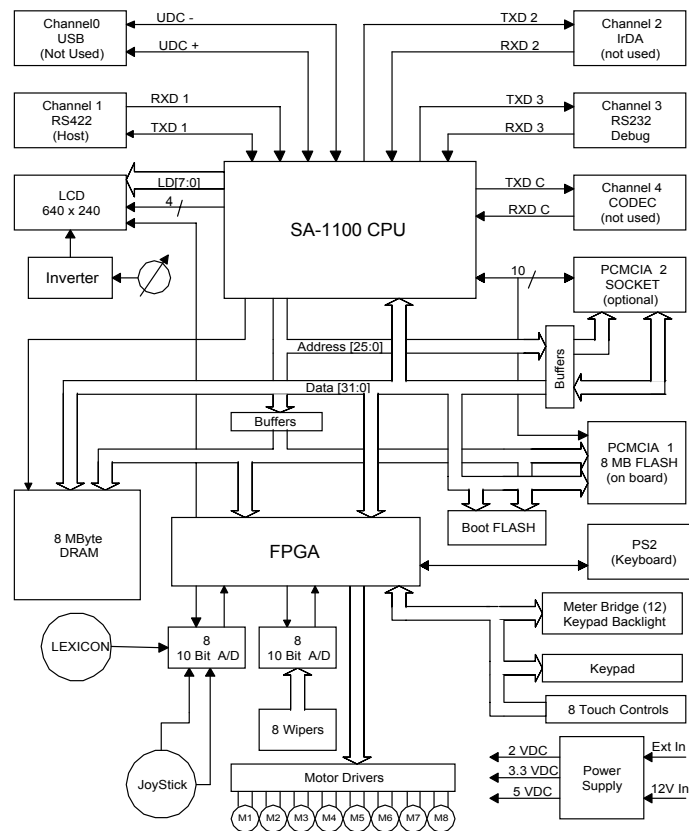 Channel0
USB
(Not Used)
UDC -
UDC +
TXD 2
RXD 2
Channel 2
IrDA
(not used)
Channel 1
RS422
(Host)
RXD 1
TXD 1
TXD 3
RXD 3
Channel 3
RS232
Debug
LCD
640 x 240
LD[7:0]
4
SA-1100 CPU
TXD C
RXD C
Channel 4
CODEC
(not used)
Inverter
10
PCMCIA 2
SOCKET
(optional)
Address [25:0]
Buffers
Data [31:0]
Buffers
PCMCIA 1
8 MB FLASH
(on board)
8 MByte
DRAM
FPGA
Boot FLASH
PS2
(Keyboard)
LEXICON
8
10 Bit A/D
8
10 Bit A/D
Meter Bridge (12)
Keypad Backlight
Keypad
8 Touch Controls
8 Wipers
JoyStick
Motor Drivers
M1 M2 M3 M4 M5 M6 M7 M8
2 VDC
3.3 VDC
5 VDC
Power
Supply
Ext In
12V In